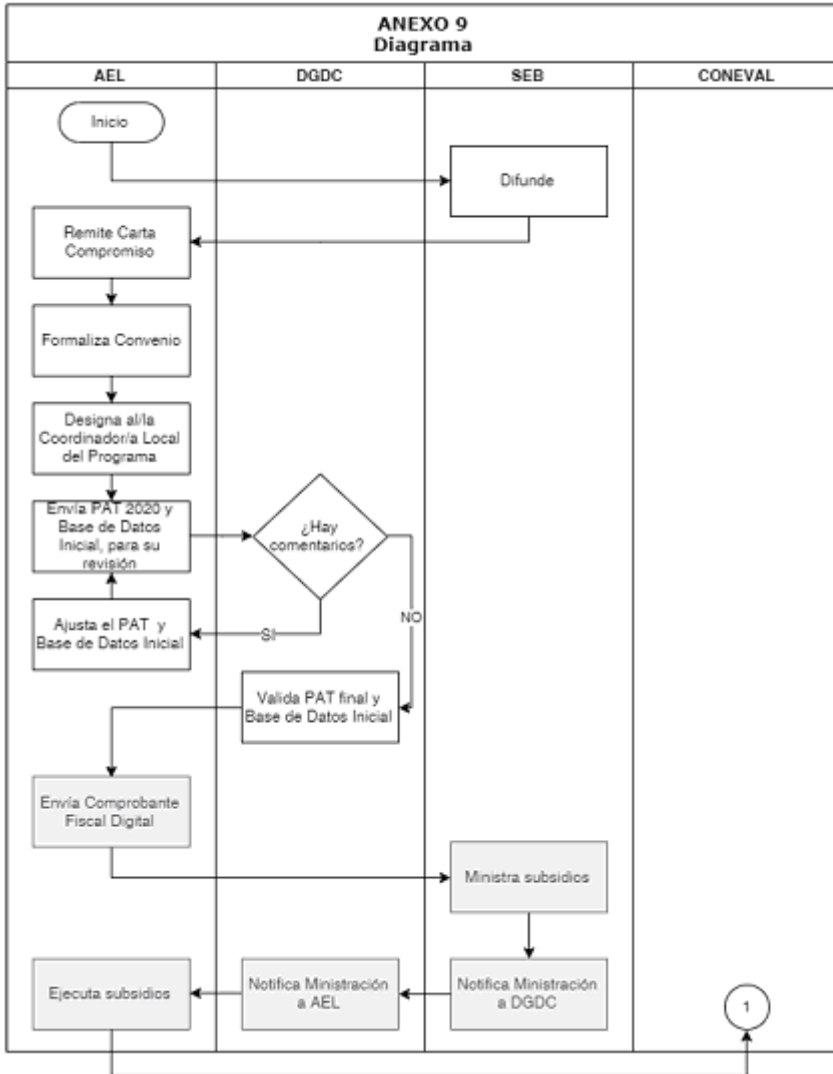 ANEXO 9
Diagrama
AEL
DGDC
SEB
CONEVAL
Inicio
Difunde
Remite Carta
Compromiso
Formaliza Convenio
Designa al/la
Coordinador/a Local
del Programa
Envía PAT 2020 y
Base de Datos
Inicial, para su
revisión
¿Hay
comentarios?
Ajusta el PAT y
Base de Datos Inicial
SI
NO
Valida PAT final y
Base de Datos Inicial
Envía Comprobante
Fiscal Digital
Ministra subsidios
Ejecuta subsidios
Notifica Ministración
a AEL
Notifica Ministración
a DGDC
1